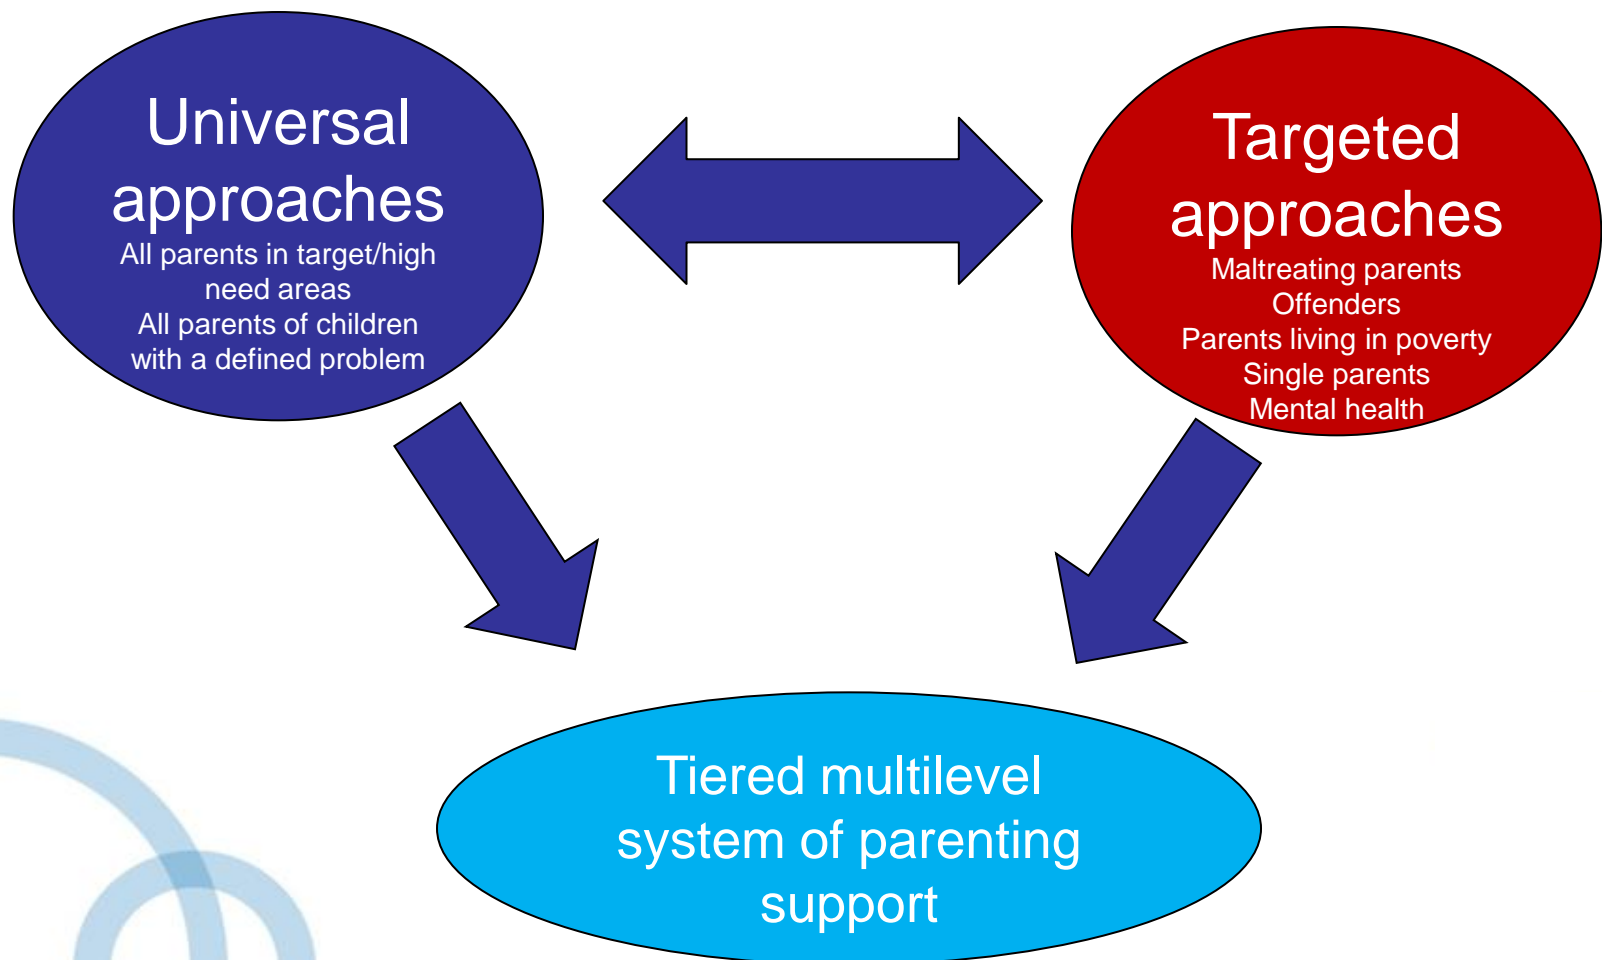 Universal
approaches
All parents in target/high
need areas
All parents of children
with a defined problem
Targeted
approaches
Maltreating parents
Offenders
Parents living in poverty
Single parents
Mental health
Tiered multilevel
system of parenting
support